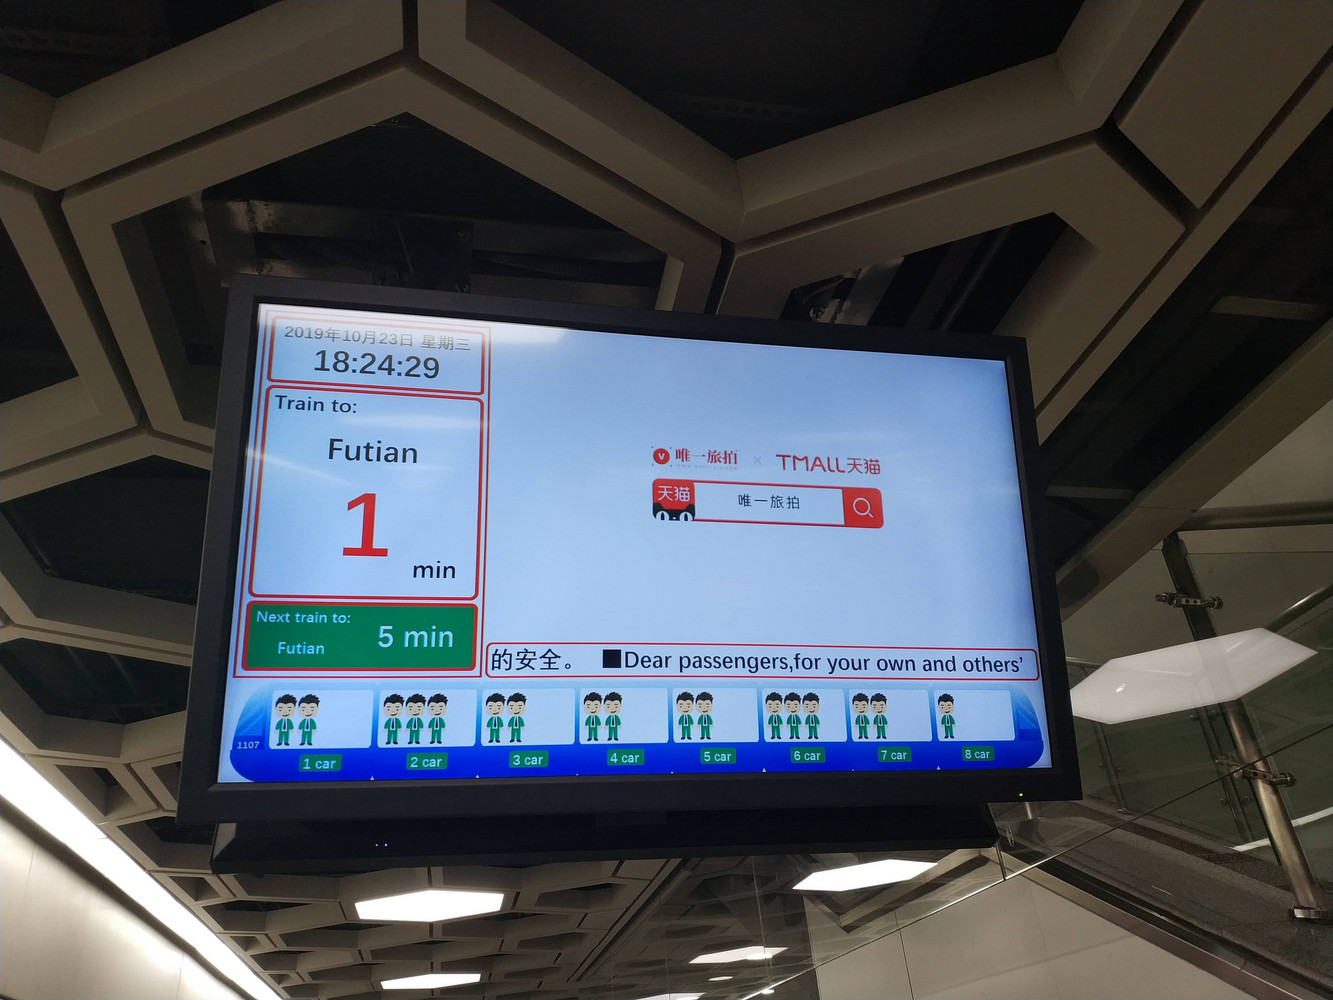 2019年10月23日 星期三
18:24:29
Train to:
Futian
1
min
Next train to:
Futian
5 min
V 唯一旅拍 × TMALL天猫
天猫 唯一旅拍
的安全。 ■Dear passengers,for your own and others'
1107
1 car
2 car
3 car
4 car
5 car
6 car
7 car
8 car